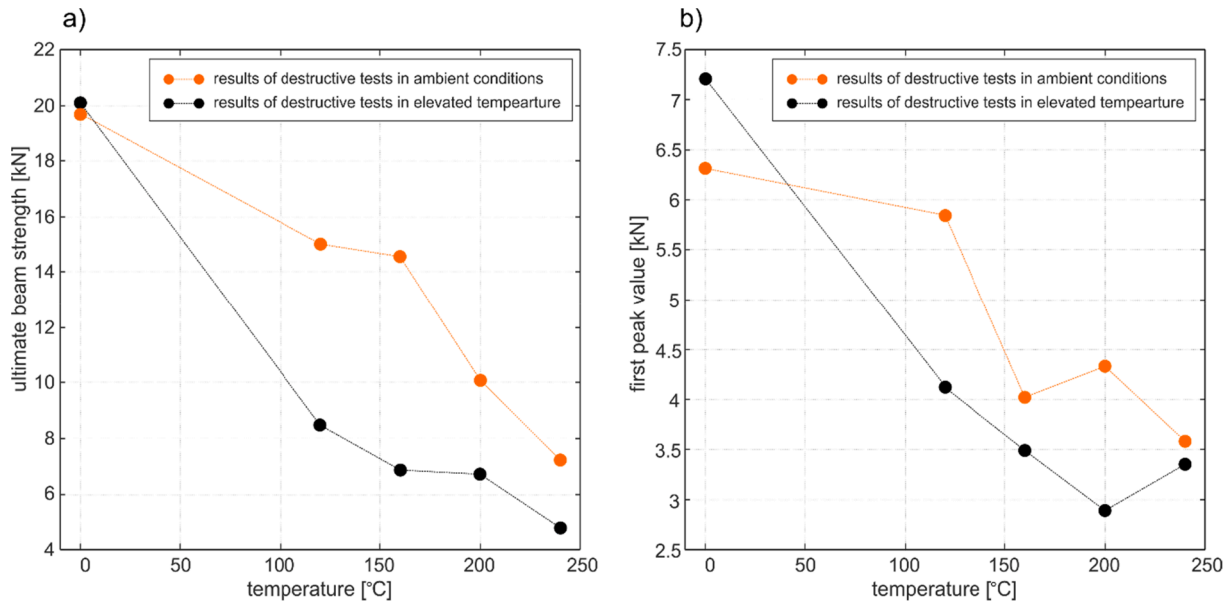 a)
22
20
18
16
14
12
10
8
6
4
ultimate beam strength [kN]
results of destructive tests in ambient conditions
results of destructive tests in elevated tempearture
0 50 100 150 200 250
temperature [°C]
b)
7.5
7
6.5
6
5.5
5
4.5
4
3.5
3
2.5
first peak value [kN]
results of destructive tests in ambient conditions
results of destructive tests in elevated tempearture
0 50 100 150 200 250
temperature [°C]